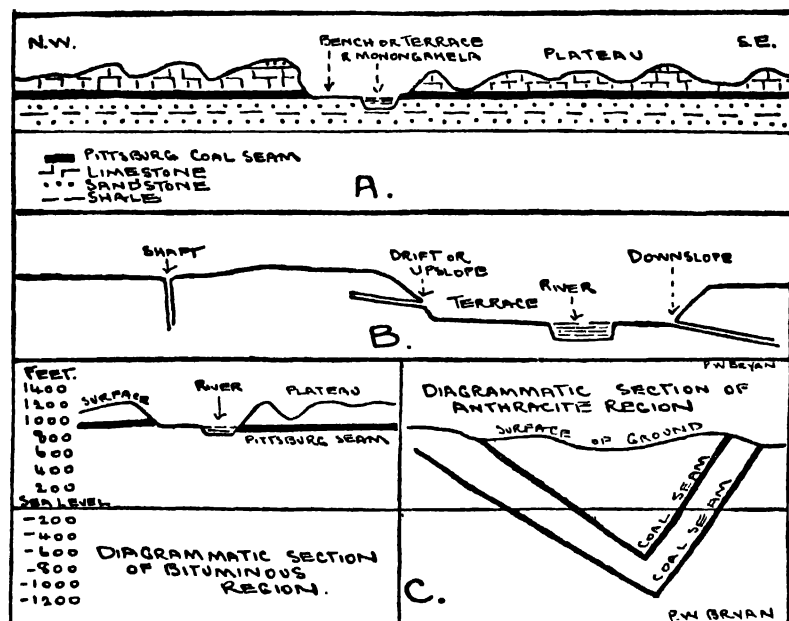 N.W.
BENCH OR TERRACE
R MONONGAHELA
PLATEAU
S.E.
PITTSBURG COAL SEAM
LIMESTONE
SANDSTONE
SHALES
A.
SHAFT
DRIFT OR
UPSLOPE
TERRACE
RIVER
DOWNSLOPE
B.
P.W BRYAN
FEET.
1400
1200
1000
800
600
400
200
SEA LEVEL
-200
-400
-600
-800
-1000
-1200
SURFACE
RIVER
PLATEAU
PITTSBURG SEAM
DIAGRAMMATIC SECTION
OF BITUMINOUS
REGION.
C.
DIAGRAMMATIC SECTION OF
ANTHRACITE REGION
SURFACE OF GROUND
COAL SEAM
COAL SEAM
P.W BRYAN